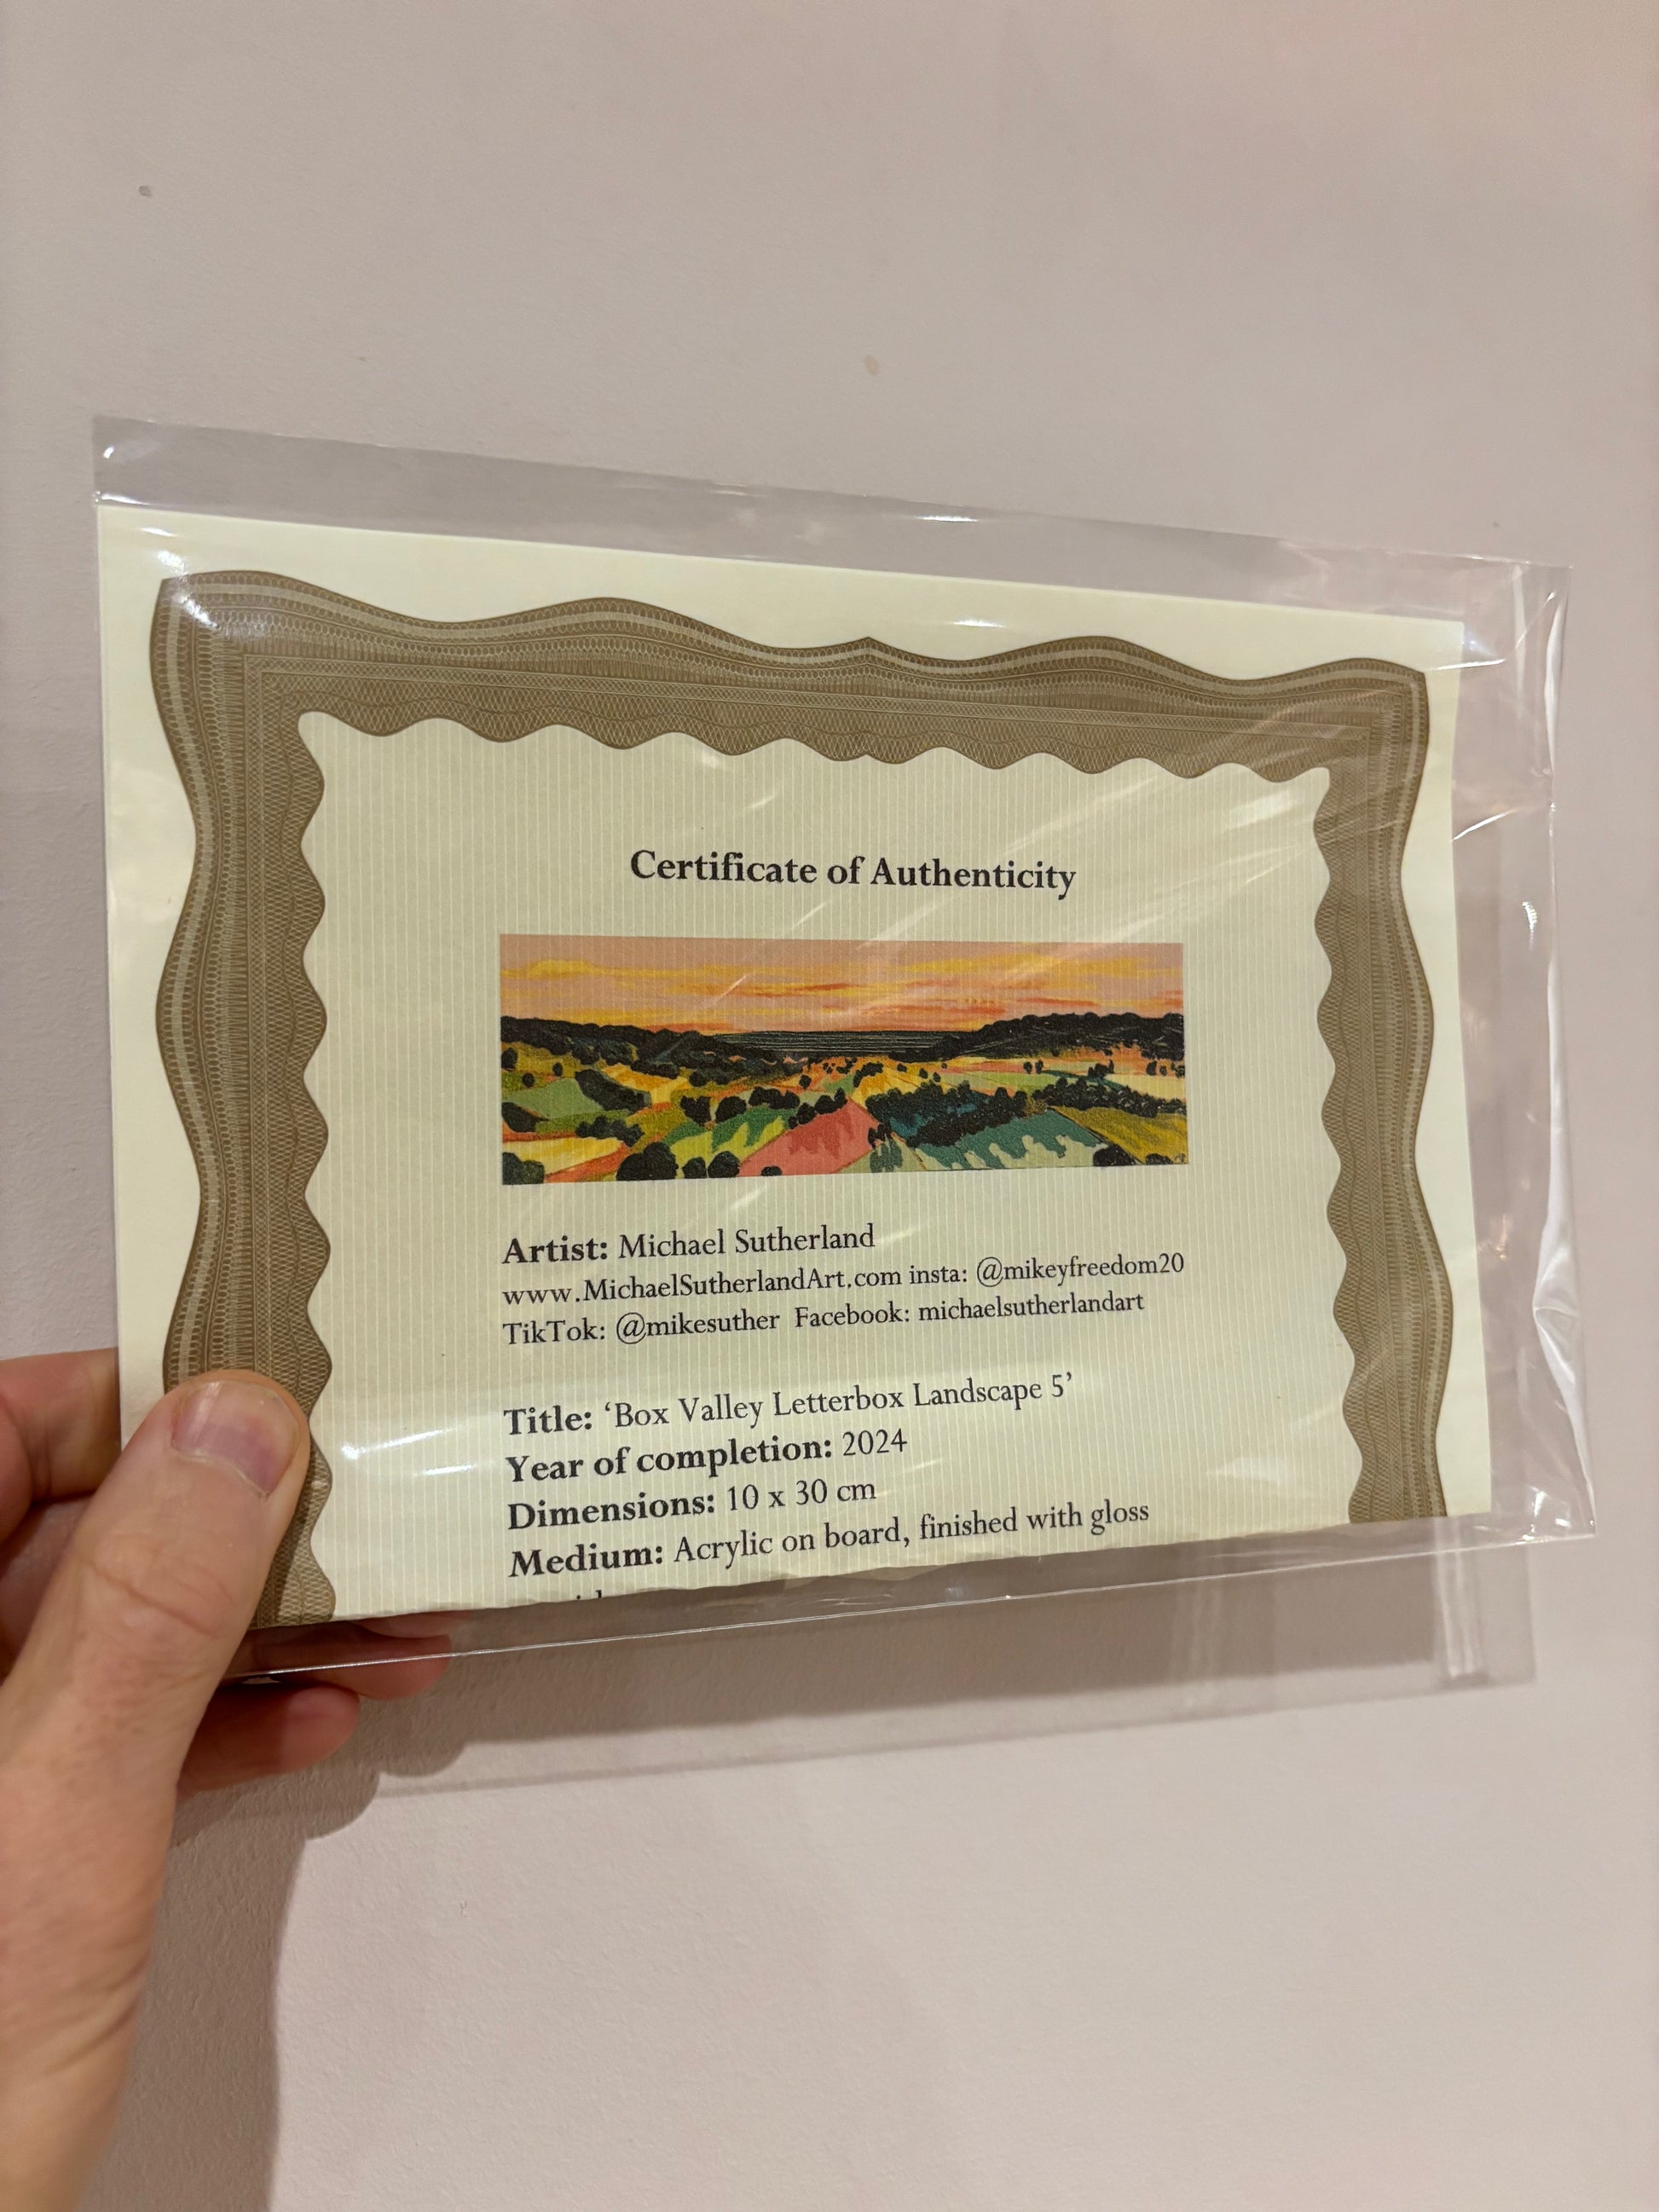 Certificate of Authenticity
Artist: Michael Sutherland
www.MichaelSutherlandArt.com insta: @mikeyfreedom20
TikTok: @mikesuther Facebook: michaelsutherlandart
Title: ‘Box Valley Letterbox Landscape 5’
Year of completion: 2024
Dimensions: 10 x 30 cm
Medium: Acrylic on board, finished with gloss